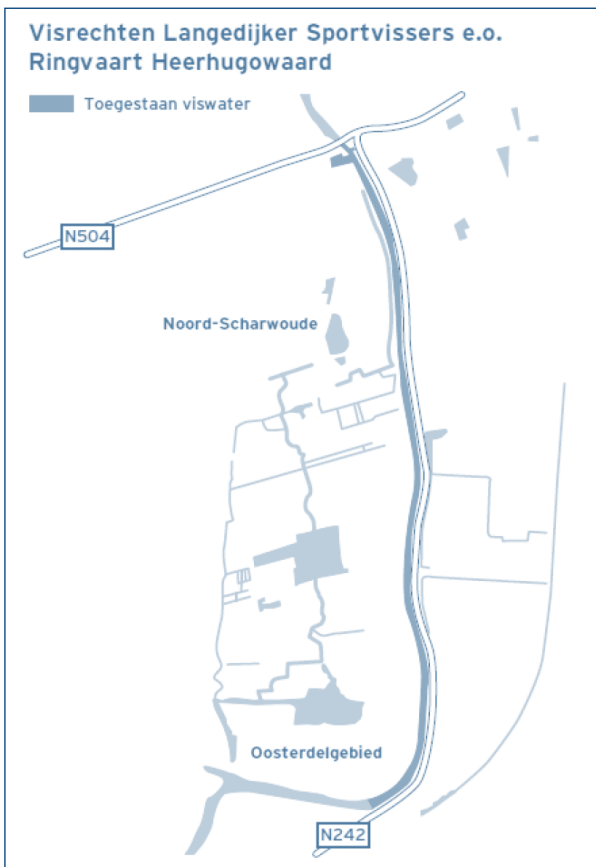 Visrechten Langedijker Sportvissers e.o.
Ringvaart Heerhugowaard
Toegestaan viswater
N504
Noord-Scharwoude
Oosterdelgebied
N242